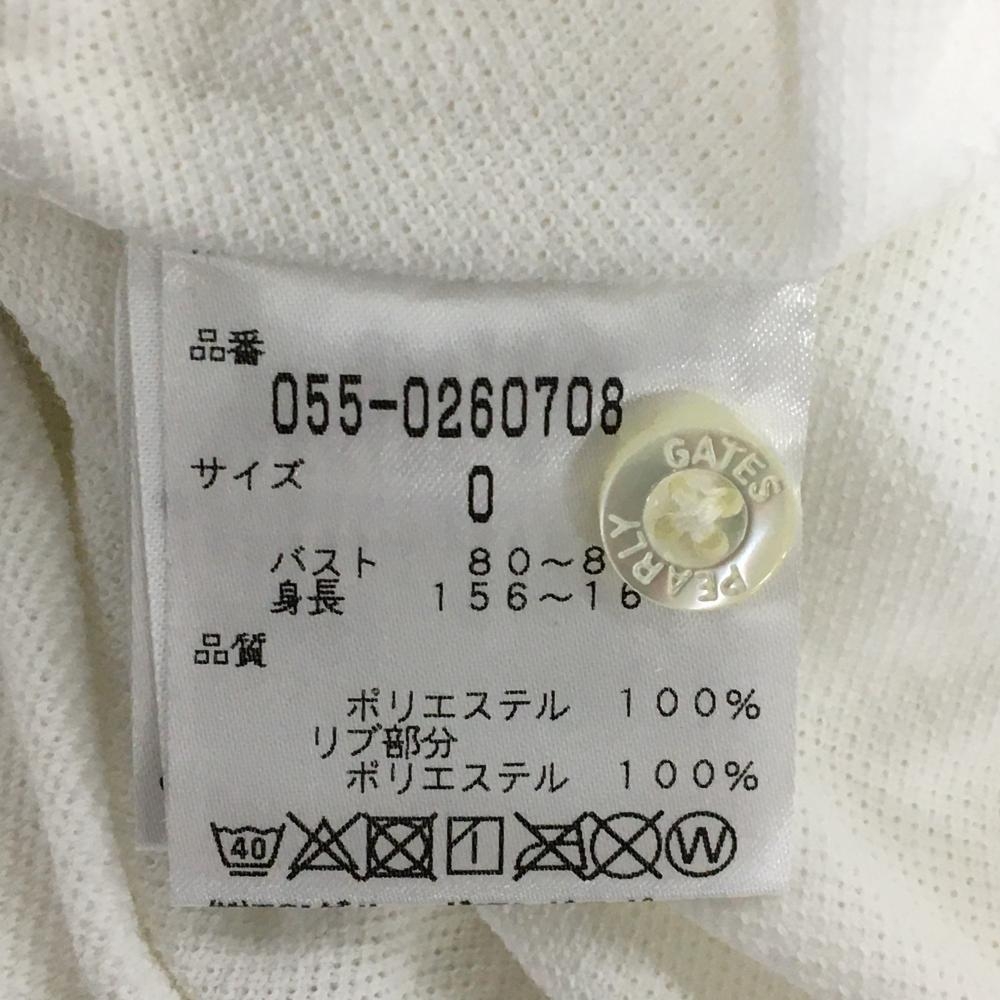 品番
055-0260708
サイズ 0
バスト 80～8
身長 156～16
品質
ポリエステル 100%
リブ部分
ポリエステル 100%
40 W
GATES
PEARLY